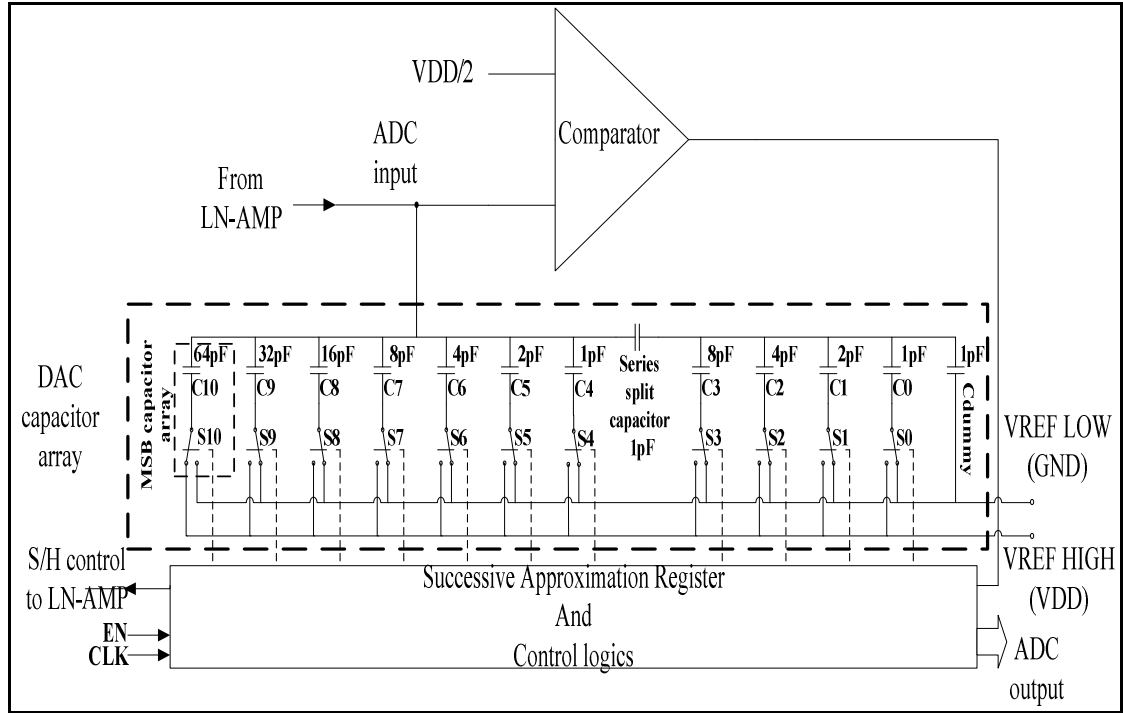 VDD/2
Comparator
ADC
input
From
LN-AMP
DAC
capacitor
array
MSB capacitor
array
64pF
32pF
16pF
8pF
4pF
2pF
1pF
Series
split
capacitor
1pF
8pF
4pF
2pF
1pF
1pF
C10
C9
C8
C7
C6
C5
C4
C3
C2
C1
C0
Cdummy
S10
S9
S8
S7
S6
S5
S4
S3
S2
S1
S0
VREF LOW
(GND)
VREF HIGH
(VDD)
S/H control
to LN-AMP
EN
CLK
Successive Approximation Register
And
Control logics
ADC
output